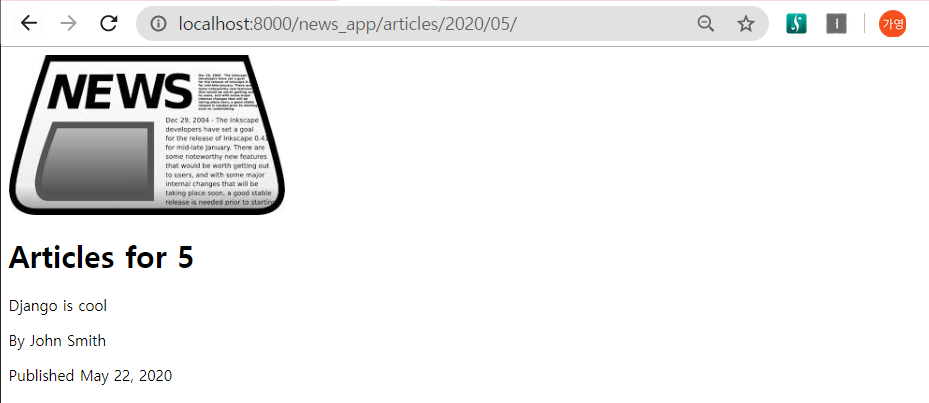 localhost:8000/news_app/articles/2020/05/
가영
NEWS
Dec 29, 2004 - The Inkscape
developers have set a goal
for the release of Inkscape 0.4
for mid-late January. There are
some noteworthy new features
that would be worth getting out
to users, and with some major
internal changes that will be
taking place soon, a good stable
release is needed prior to starting
Articles for 5
Django is cool
By John Smith
Published May 22, 2020